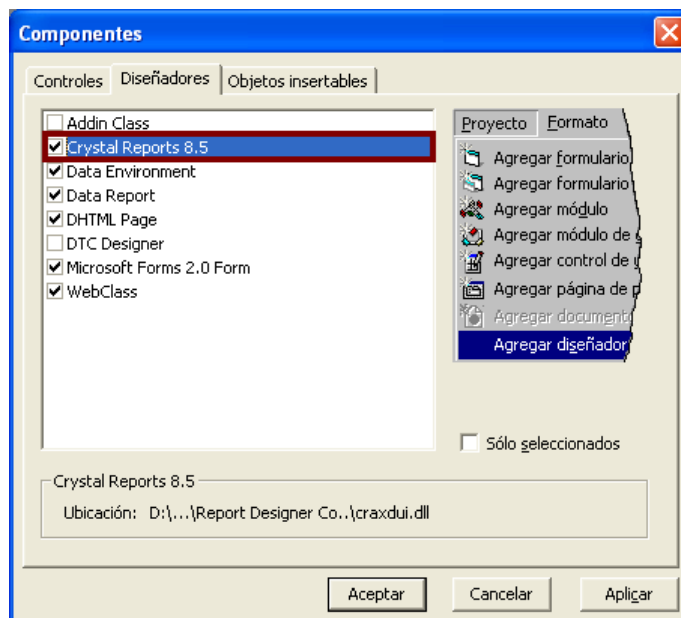 Componentes
Controles Diseñadores Objetos insertables
Addin Class
Crystal Reports 8.5
Data Environment
Data Report
DHTML Page
DTC Designer
Microsoft Forms 2.0 Form
WebClass
Proyecto Formato
Agregar formulario
Agregar formulario
Agregar módulo
Agregar módulo de
Agregar control de
Agregar página de
Agregar document
Agregar diseñador
Sólo seleccionados
Crystal Reports 8.5
Ubicación: D:\...\Report Designer Co..\craxdui.dll
Aceptar Cancelar Aplicar